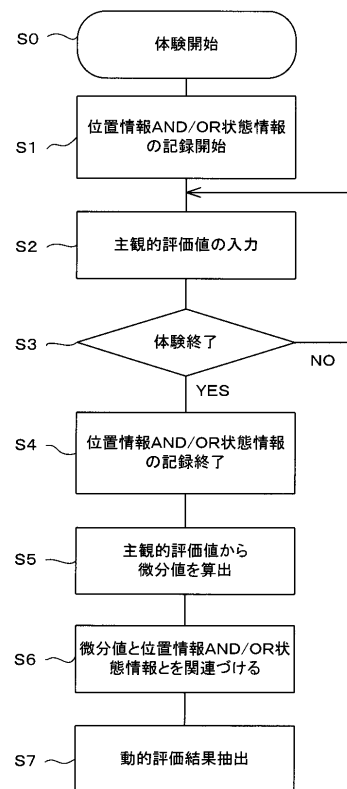 S0
体験開始
S1
位置情報AND/OR状態情報
の記録開始
S2
主観的評価値の入力
S3
体験終了
NO
YES
S4
位置情報AND/OR状態情報
の記録終了
S5
主観的評価値から
微分値を算出
S6
微分値と位置情報AND/OR状
態情報とを関連づける
S7
動的評価結果抽出